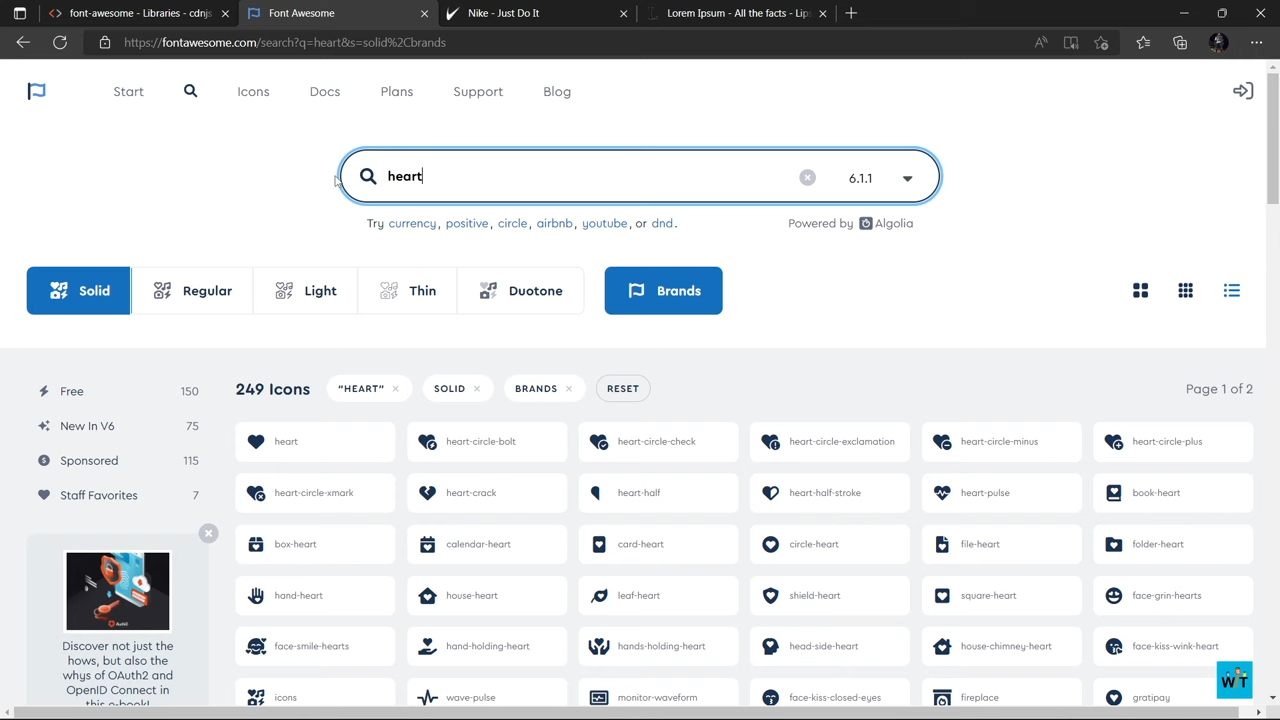 font-awesome - Libraries - cdnjs
Font Awesome
Nike - Just Do It
Lorem Ipsum - All the facts - Lips
https://fontawesome.com/search?q=heart&s=solid%2Cbrands
Start
Icons
Docs
Plans
Support
Blog
heart
6.1.1
Try currency, positive, circle, airbnb, youtube, or dnd.
Powered by Algolia
Solid
Regular
Light
Thin
Duotone
Brands
Free 150
New In V6 75
Sponsored 115
Staff Favorites 7
249 Icons
"HEART"
SOLID
BRANDS
RESET
Page 1 of 2
heart
heart-circle-bolt
heart-circle-check
heart-circle-exclamation
heart-circle-minus
heart-circle-plus
heart-circle-xmark
heart-crack
heart-half
heart-half-stroke
heart-pulse
book-heart
box-heart
calendar-heart
card-heart
circle-heart
file-heart
folder-heart
hand-heart
house-heart
leaf-heart
shield-heart
square-heart
face-grin-hearts
face-smile-hearts
hand-holding-heart
hands-holding-heart
head-side-heart
house-chimney-heart
face-kiss-wink-heart
icons
wave-pulse
monitor-waveform
face-kiss-closed-eyes
fireplace
gratipay
Discover not just the
hows, but also the
whys of OAuth2 and
OpenID Connect in
this e-book!
WT